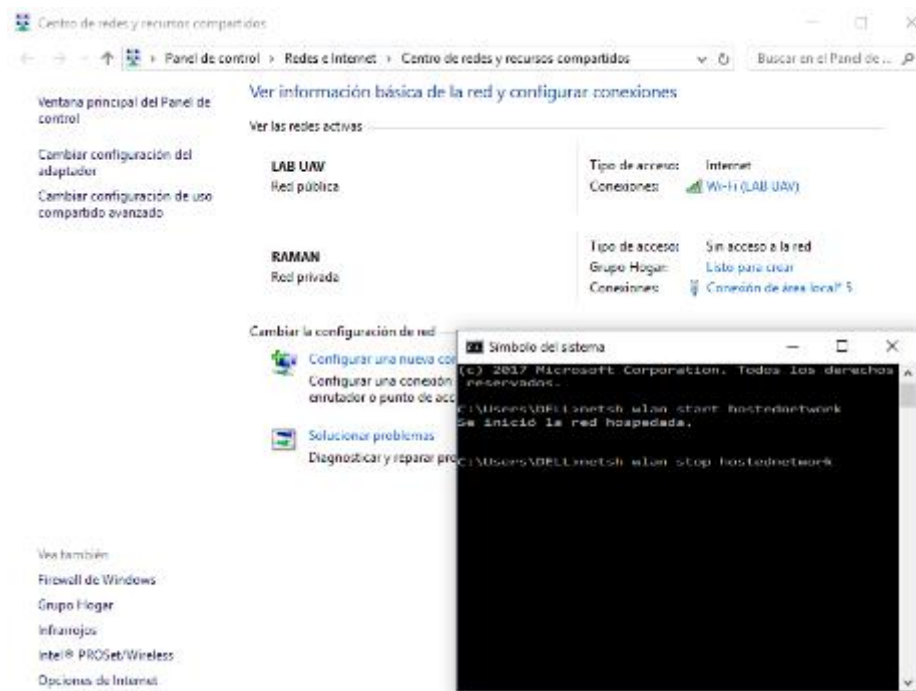 Centro de redes y recursos compartidos
Panel de control > Redes e Internet > Centro de redes y recursos compartidos
Buscar en el Panel de ...
Ventana principal del Panel de
control
Cambiar configuración del
adaptador
Cambiar configuración de uso
compartido avanzado
Ver información básica de la red y configurar conexiones
Ver las redes activas
LAB UAV
Red pública
Tipo de acceso: Internet
Conexiones: Wi-Fi (LAB UAV)
RAMAN
Red privada
Tipo de acceso: Sin acceso a la red
Grupo Hogar: Listo para crear
Conexiones: Conexión de área local* 5
Cambiar la configuración de red
Configurar una nueva co
Configurar una conexión
enrutador o punto de acc
Solucionar problemas
Diagnosticar y reparar pro
Vea también
Firewall de Windows
Grupo Hogar
Infrarrojos
Intel® PROSet/Wireless
Opciones de Internet
Símbolo del sistema
(c) 2017 Microsoft Corporation. Todos los derechos
reservados.
C:\Users\DELL>netsh wlan start hostednetwork
Se inició la red hospedada.
C:\Users\DELL>netsh wlan stop hostednetwork